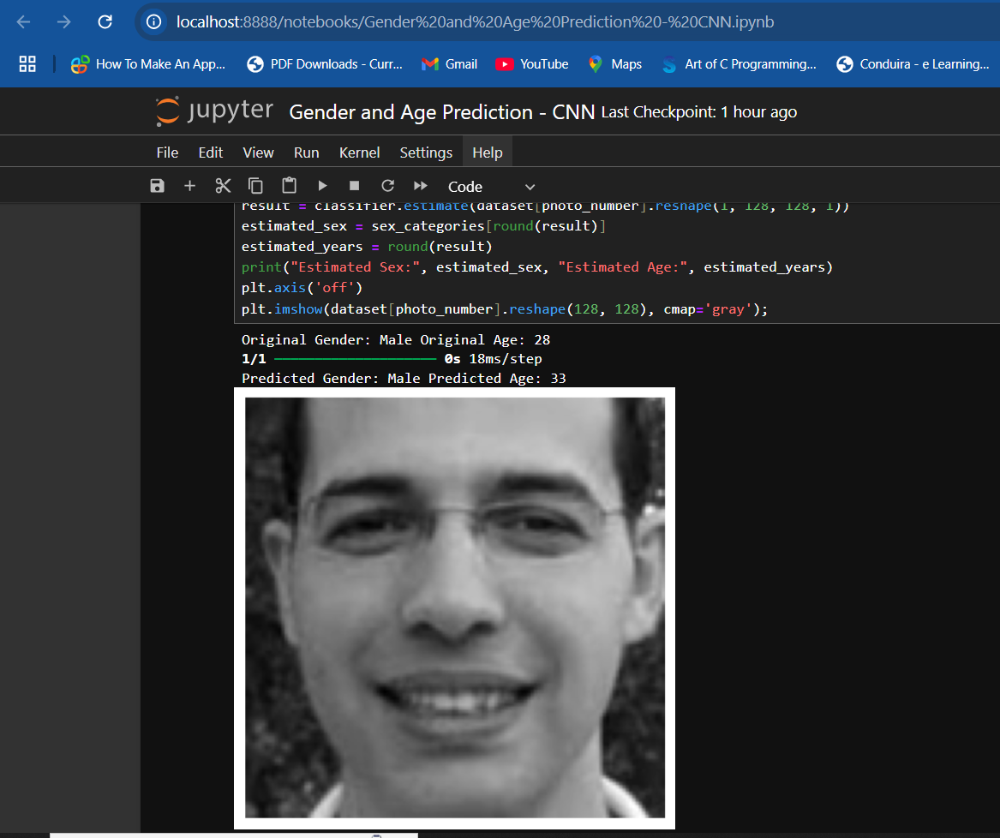 localhost:8888/notebooks/Gender%20and%20Age%20Prediction%20-%20CNN.ipynb
How To Make An App... PDF Downloads - Curr... Gmail YouTube Maps Art of C Programming... Conduira - e Learning...
jupyter Gender and Age Prediction - CNN Last Checkpoint: 1 hour ago
File Edit View Run Kernel Settings Help
Code
result = classifier.estimate(dataset[photo_number].reshape(1, 128, 128, 1))
estimated_sex = sex_categories[round(result)]
estimated_years = round(result)
print("Estimated Sex:", estimated_sex, "Estimated Age:", estimated_years)
plt.axis('off')
plt.imshow(dataset[photo_number].reshape(128, 128), cmap='gray');
Original Gender: Male Original Age: 28
1/1 0s 18ms/step
Predicted Gender: Male Predicted Age: 33